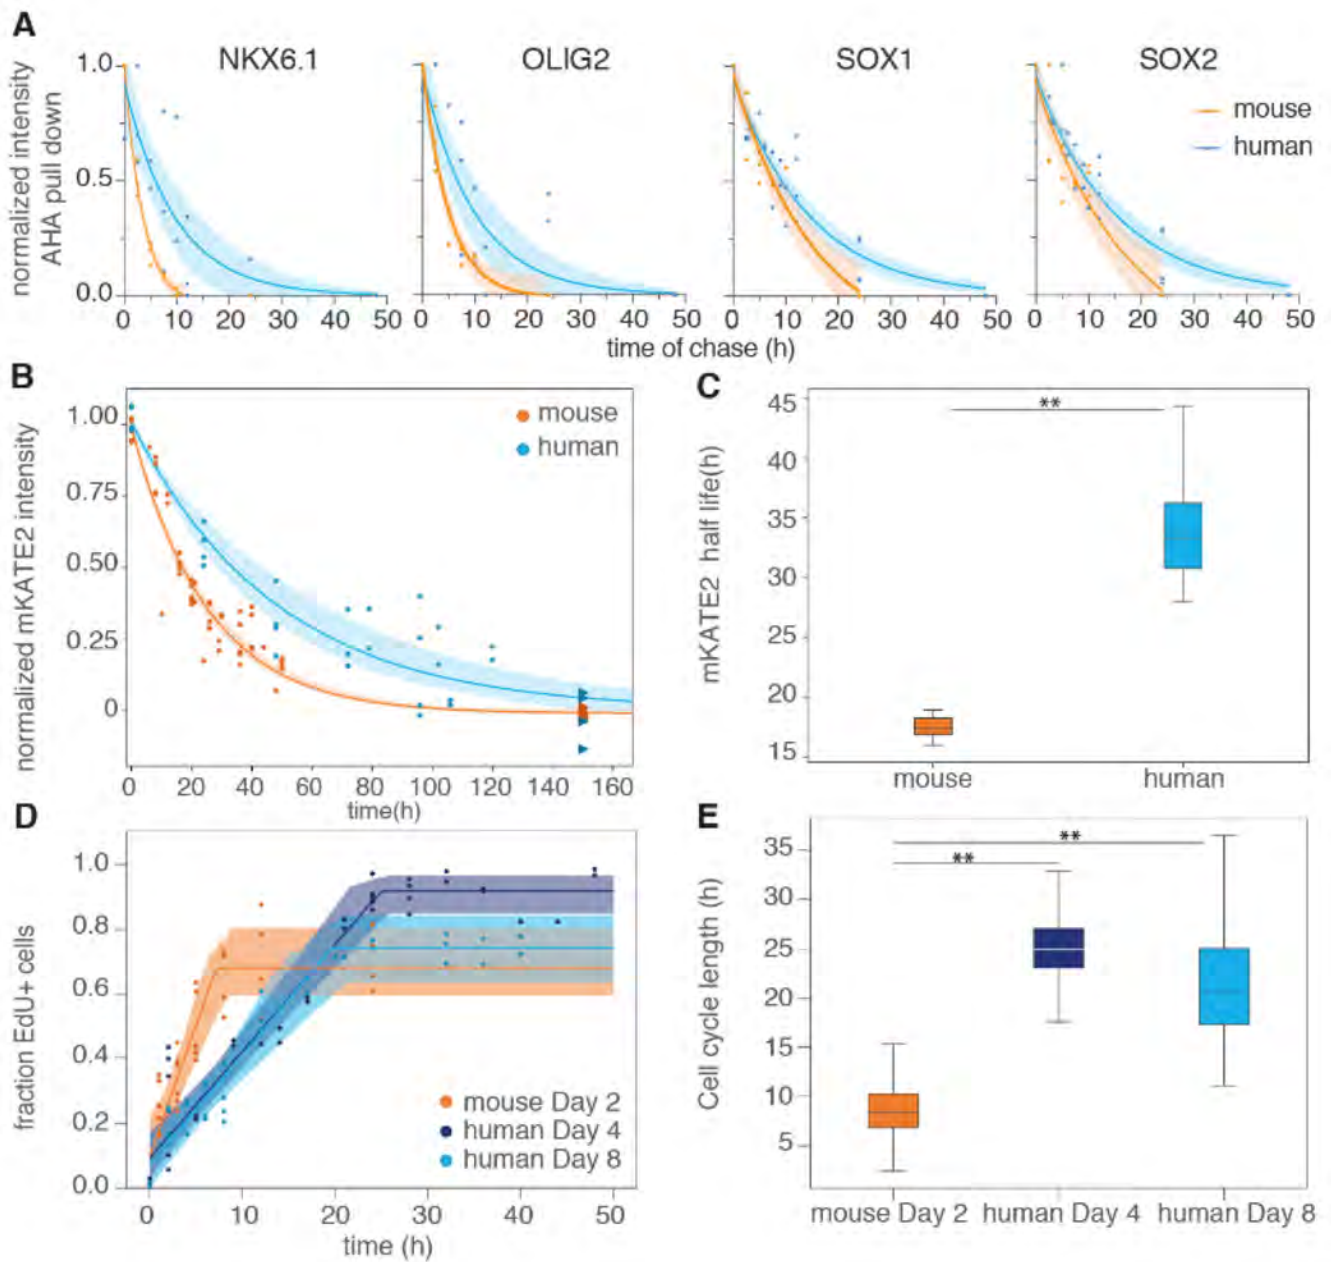 A
NKX6.1
OLIG2
SOX1
SOX2
normalized intensity
AHA pull down
1.0
0.5
0.0
mouse
human
0 10 20 30 40 50
0 10 20 30 40 50
0 10 20 30 40 50
0 10 20 30 40 50
time of chase (h)
B
normalized mKATE2 intensity
1.00
0.75
0.50
0.25
0
mouse
human
0 20 40 60 80 100 120 140 160
time(h)
C
mKATE2 half life(h)
45
40
35
30
25
20
15
**
mouse human
D
fraction EdU+ cells
1.0
0.8
0.6
0.4
0.2
0.0
mouse Day 2
human Day 4
human Day 8
0 10 20 30 40 50
time (h)
E
Cell cycle length (h)
35
30
25
20
15
10
5
**
**
mouse Day 2 human Day 4 human Day 8